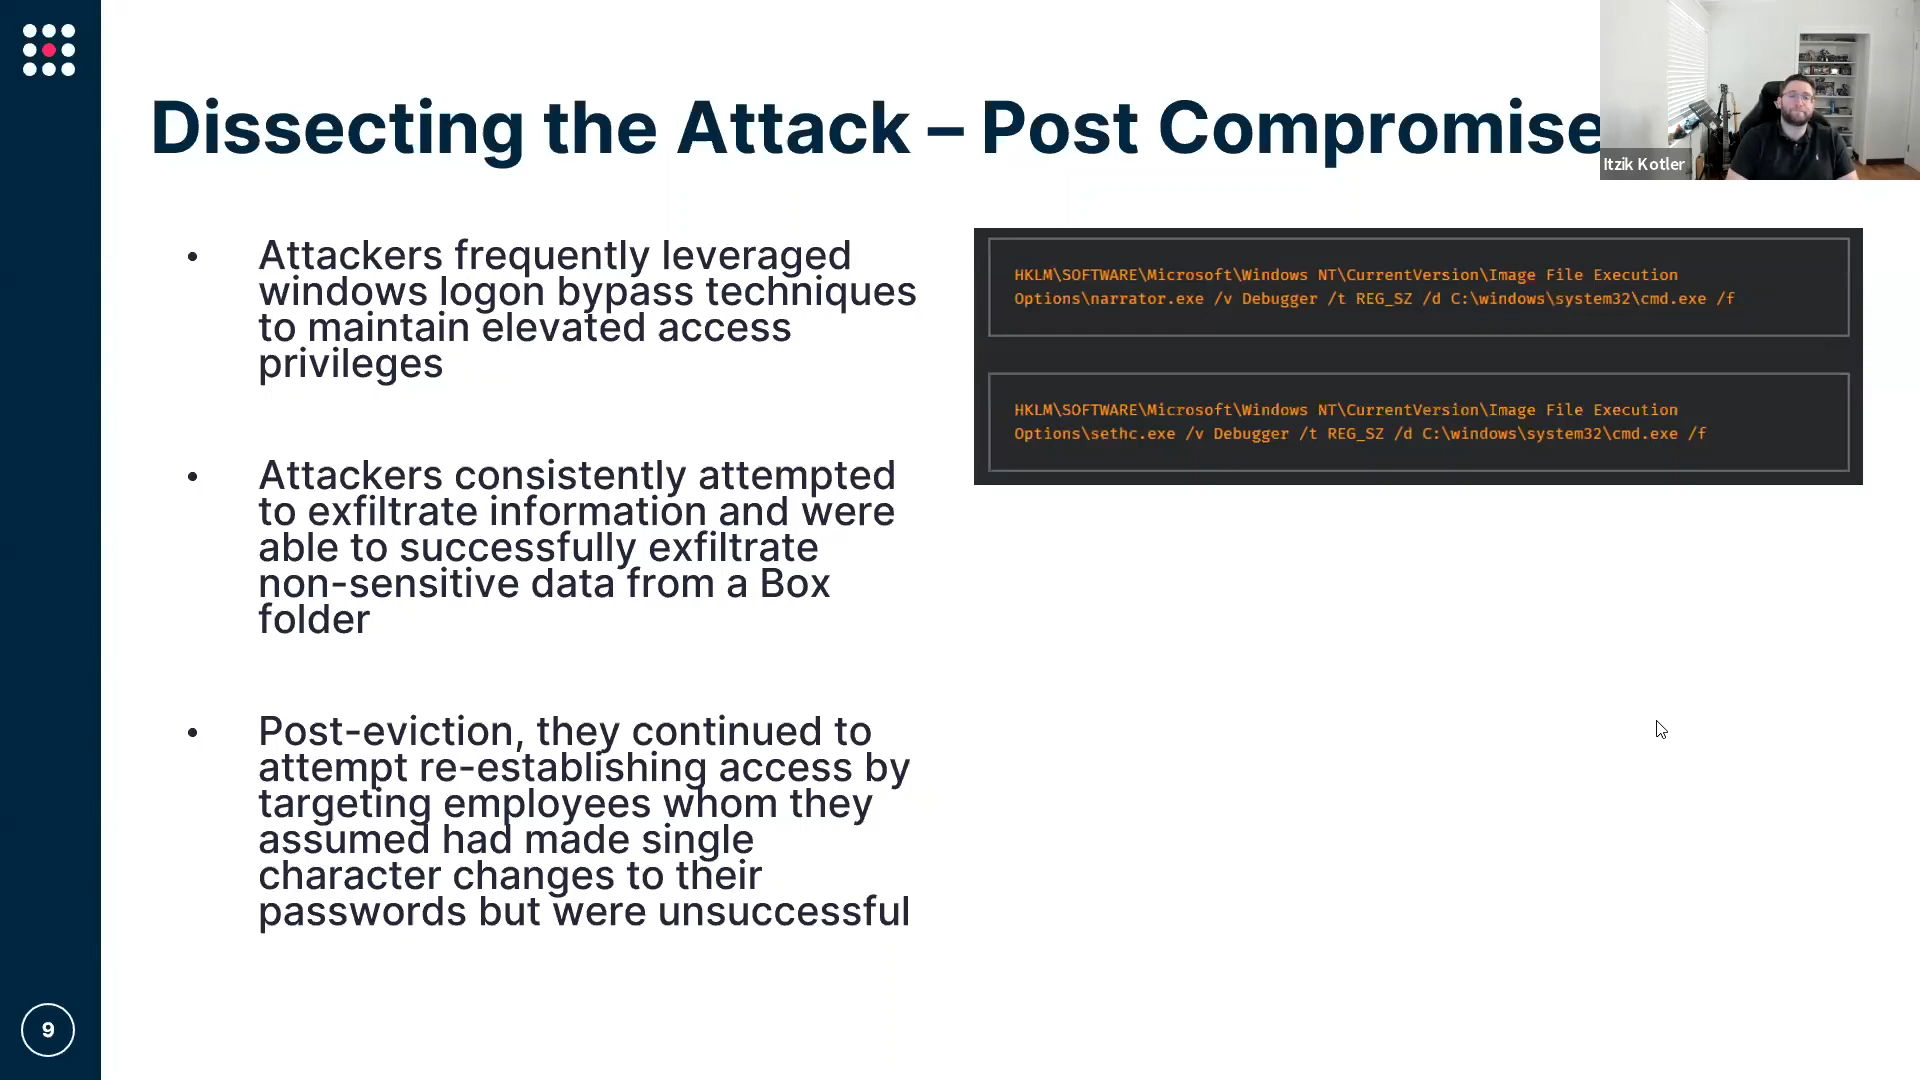 Dissecting the Attack – Post Compromise
Itzik Kotler
• Attackers frequently leveraged
windows logon bypass techniques
to maintain elevated access
privileges
• Attackers consistently attempted
to exfiltrate information and were
able to successfully exfiltrate
non-sensitive data from a Box
folder
• Post-eviction, they continued to
attempt re-establishing access by
targeting employees whom they
assumed had made single
character changes to their
passwords but were unsuccessful
HKLM\SOFTWARE\Microsoft\Windows NT\CurrentVersion\Image File Execution
Options\narrator.exe /v Debugger /t REG_SZ /d C:\windows\system32\cmd.exe /f
HKLM\SOFTWARE\Microsoft\Windows NT\CurrentVersion\Image File Execution
Options\sethc.exe /v Debugger /t REG_SZ /d C:\windows\system32\cmd.exe /f
9